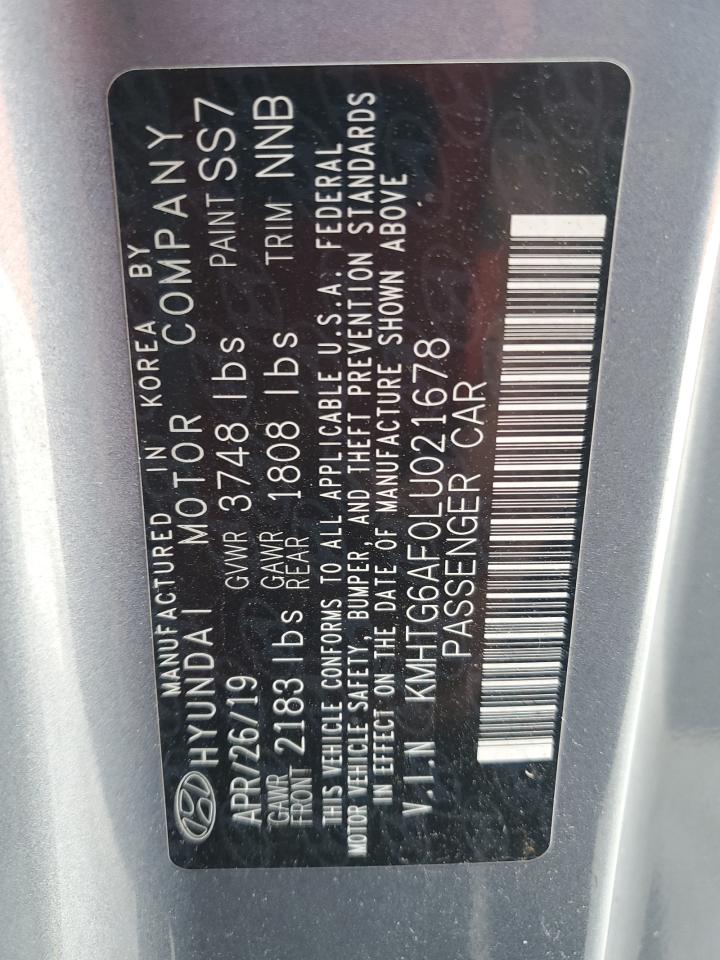 MANUFACTURED IN KOREA BY
HYUNDAI MOTOR COMPANY
APR/26/19 GVWR 3748 lbs PAINT SS7
GAWR FRONT 2183 lbs GAWR REAR 1808 lbs TRIM NNB
THIS VEHICLE CONFORMS TO ALL APPLICABLE U.S.A. FEDERAL
MOTOR VEHICLE SAFETY, BUMPER, AND THEFT PREVENTION STANDARDS
IN EFFECT ON THE DATE OF MANUFACTURE SHOWN ABOVE
V.I.N KMHTG6AF0LU021678
PASSENGER CAR